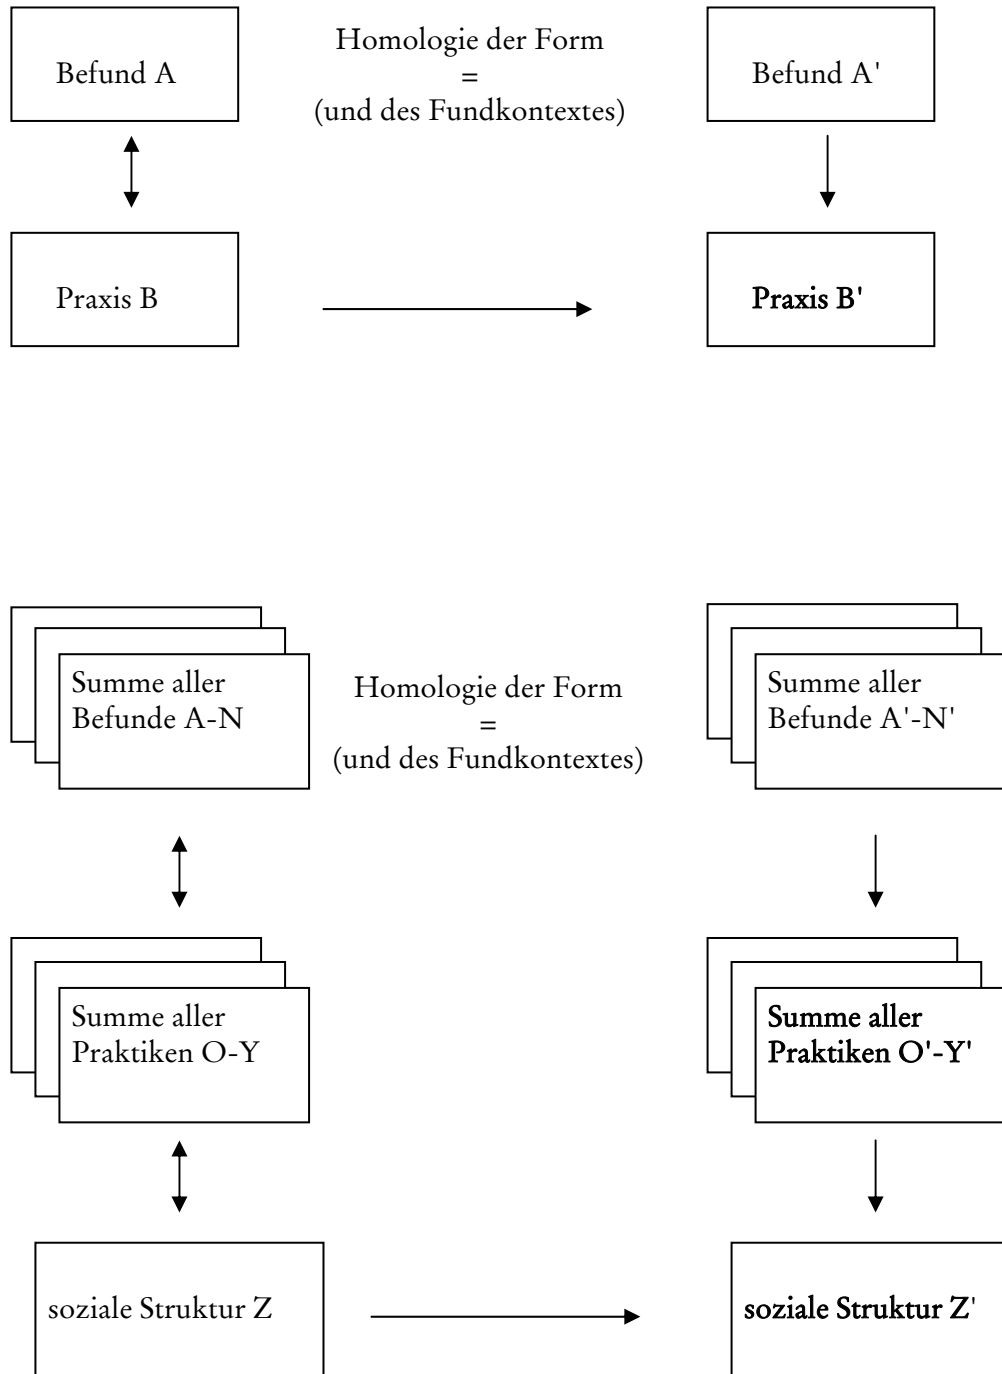 Befund A
Homologie der Form
=
(und des Fundkontextes)
Befund A'
Praxis B
Praxis B'
Summe aller
Befunde A-N
Homologie der Form
=
(und des Fundkontextes)
Summe aller
Befunde A'-N'
Summe aller
Praktiken O-Y
Summe aller
Praktiken O'-Y'
soziale Struktur Z
soziale Struktur Z'